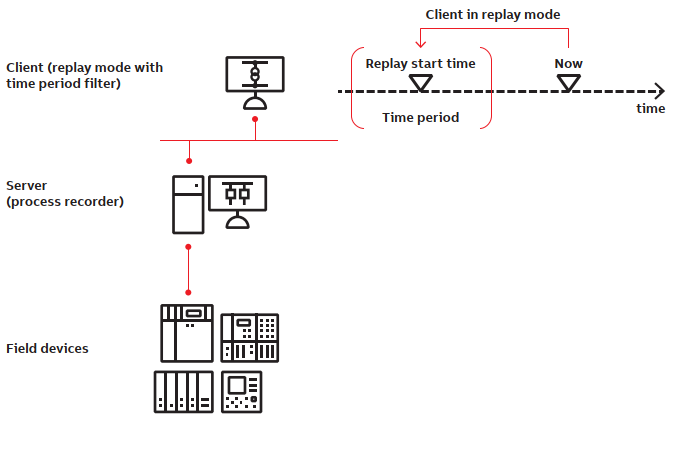 Client in replay mode
Client (replay mode with
time period filter)
Replay start time
Now
time
Time period
Server
(process recorder)
Field devices